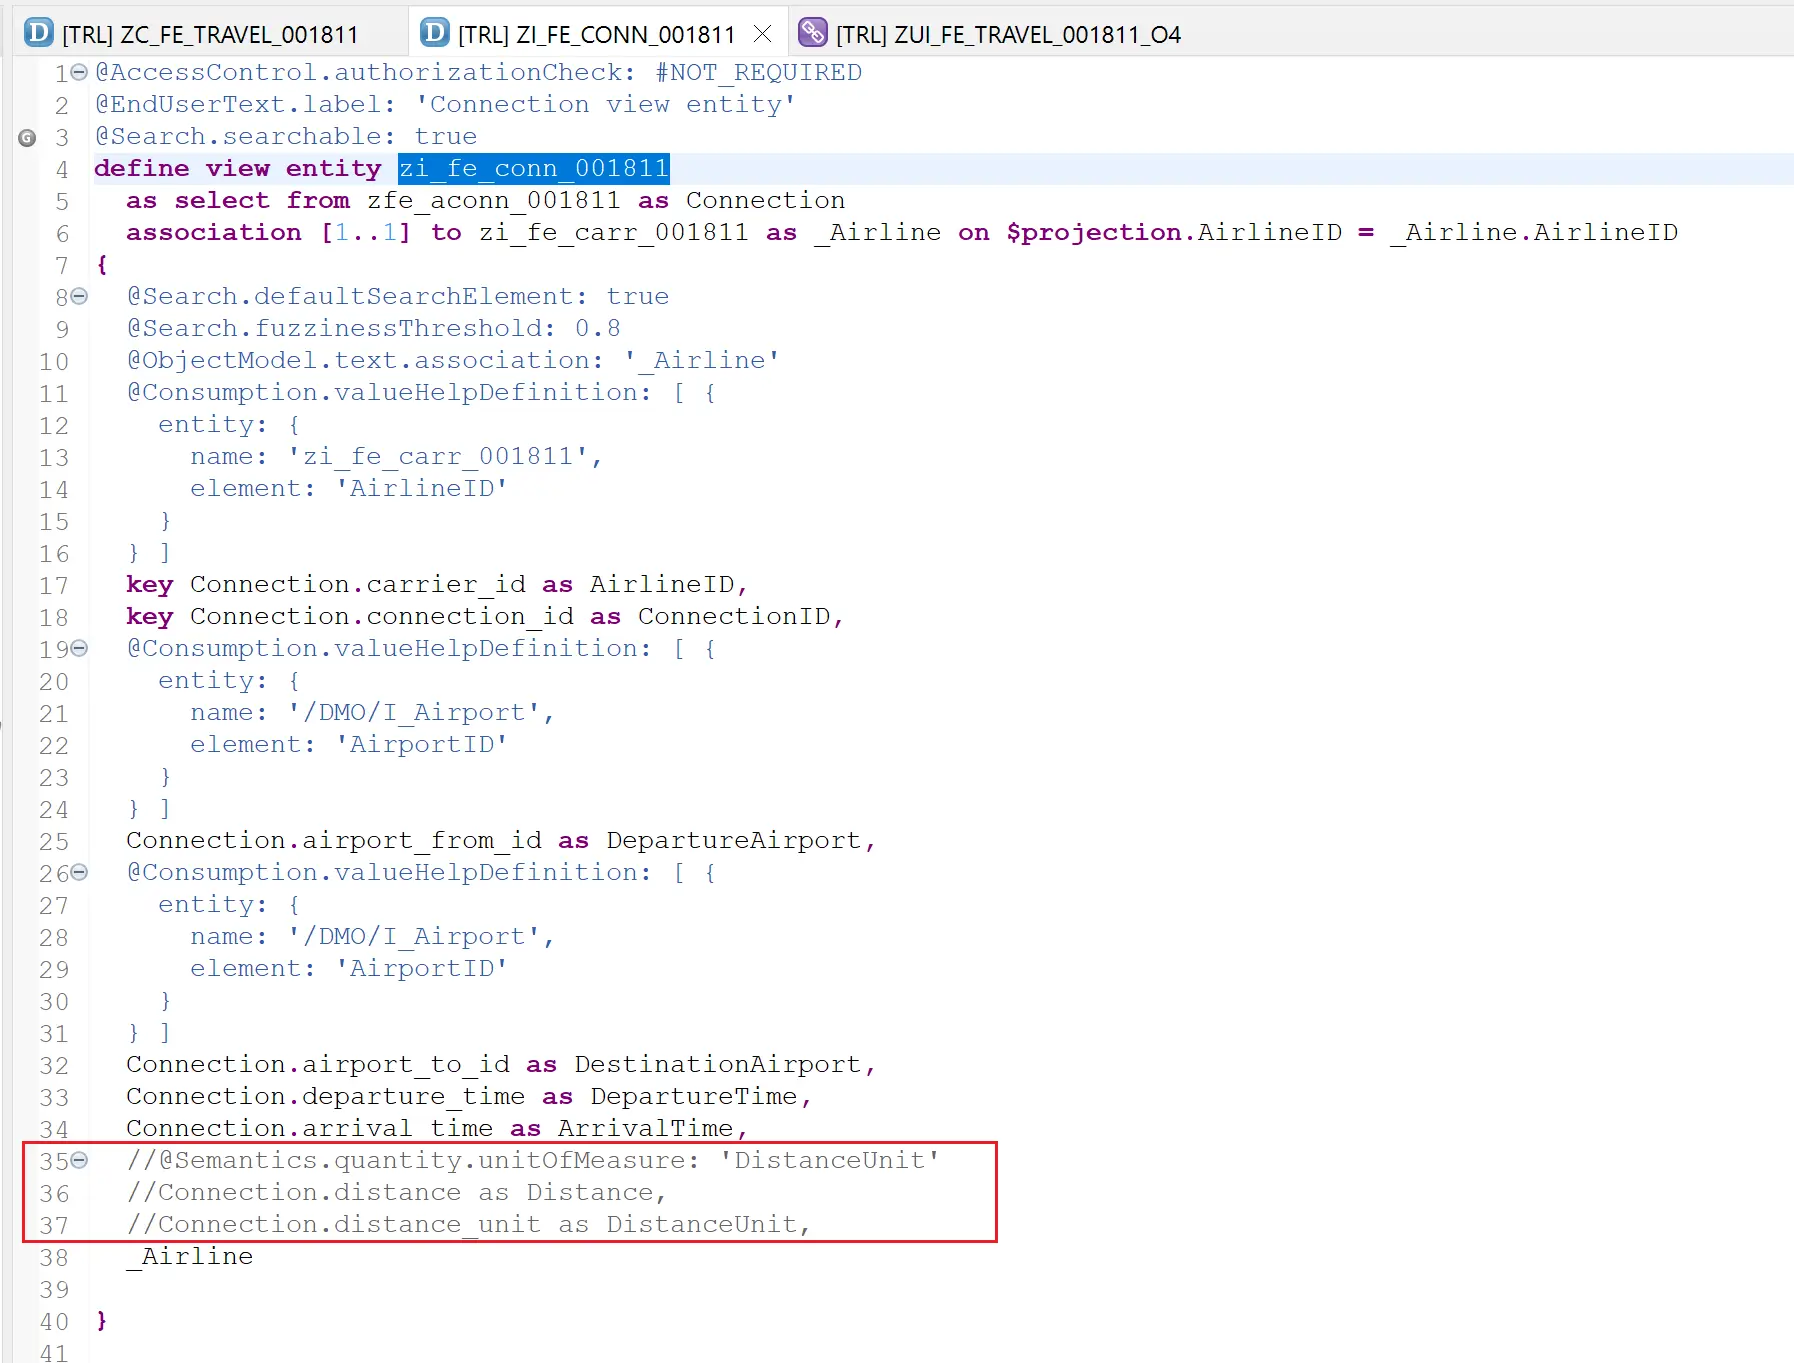 [TRL] ZC_FE_TRAVEL_001811 [TRL] ZI_FE_CONN_001811 [TRL] ZUI_FE_TRAVEL_001811_O4
1 @AccessControl.authorizationCheck: #NOT_REQUIRED
2 @EndUserText.label: 'Connection view entity'
3 @Search.searchable: true
4 define view entity zi_fe_conn_001811
5 as select from zfe_aconn_001811 as Connection
6 association [1..1] to zi_fe_carr_001811 as _Airline on $projection.AirlineID = _Airline.AirlineID
7 {
8 @Search.defaultSearchElement: true
9 @Search.fuzzinessThreshold: 0.8
10 @ObjectModel.text.association: '_Airline'
11 @Consumption.valueHelpDefinition: [ {
12 entity: {
13 name: 'zi_fe_carr_001811',
14 element: 'AirlineID'
15 }
16 } ]
17 key Connection.carrier_id as AirlineID,
18 key Connection.connection_id as ConnectionID,
19 @Consumption.valueHelpDefinition: [ {
20 entity: {
21 name: '/DMO/I_Airport',
22 element: 'AirportID'
23 }
24 } ]
25 Connection.airport_from_id as DepartureAirport,
26 @Consumption.valueHelpDefinition: [ {
27 entity: {
28 name: '/DMO/I_Airport',
29 element: 'AirportID'
30 }
31 } ]
32 Connection.airport_to_id as DestinationAirport,
33 Connection.departure_time as DepartureTime,
34 Connection.arrival_time as ArrivalTime,
35 //@Semantics.quantity.unitOfMeasure: 'DistanceUnit'
36 //Connection.distance as Distance,
37 //Connection.distance_unit as DistanceUnit,
38 _Airline
39
40 }
41